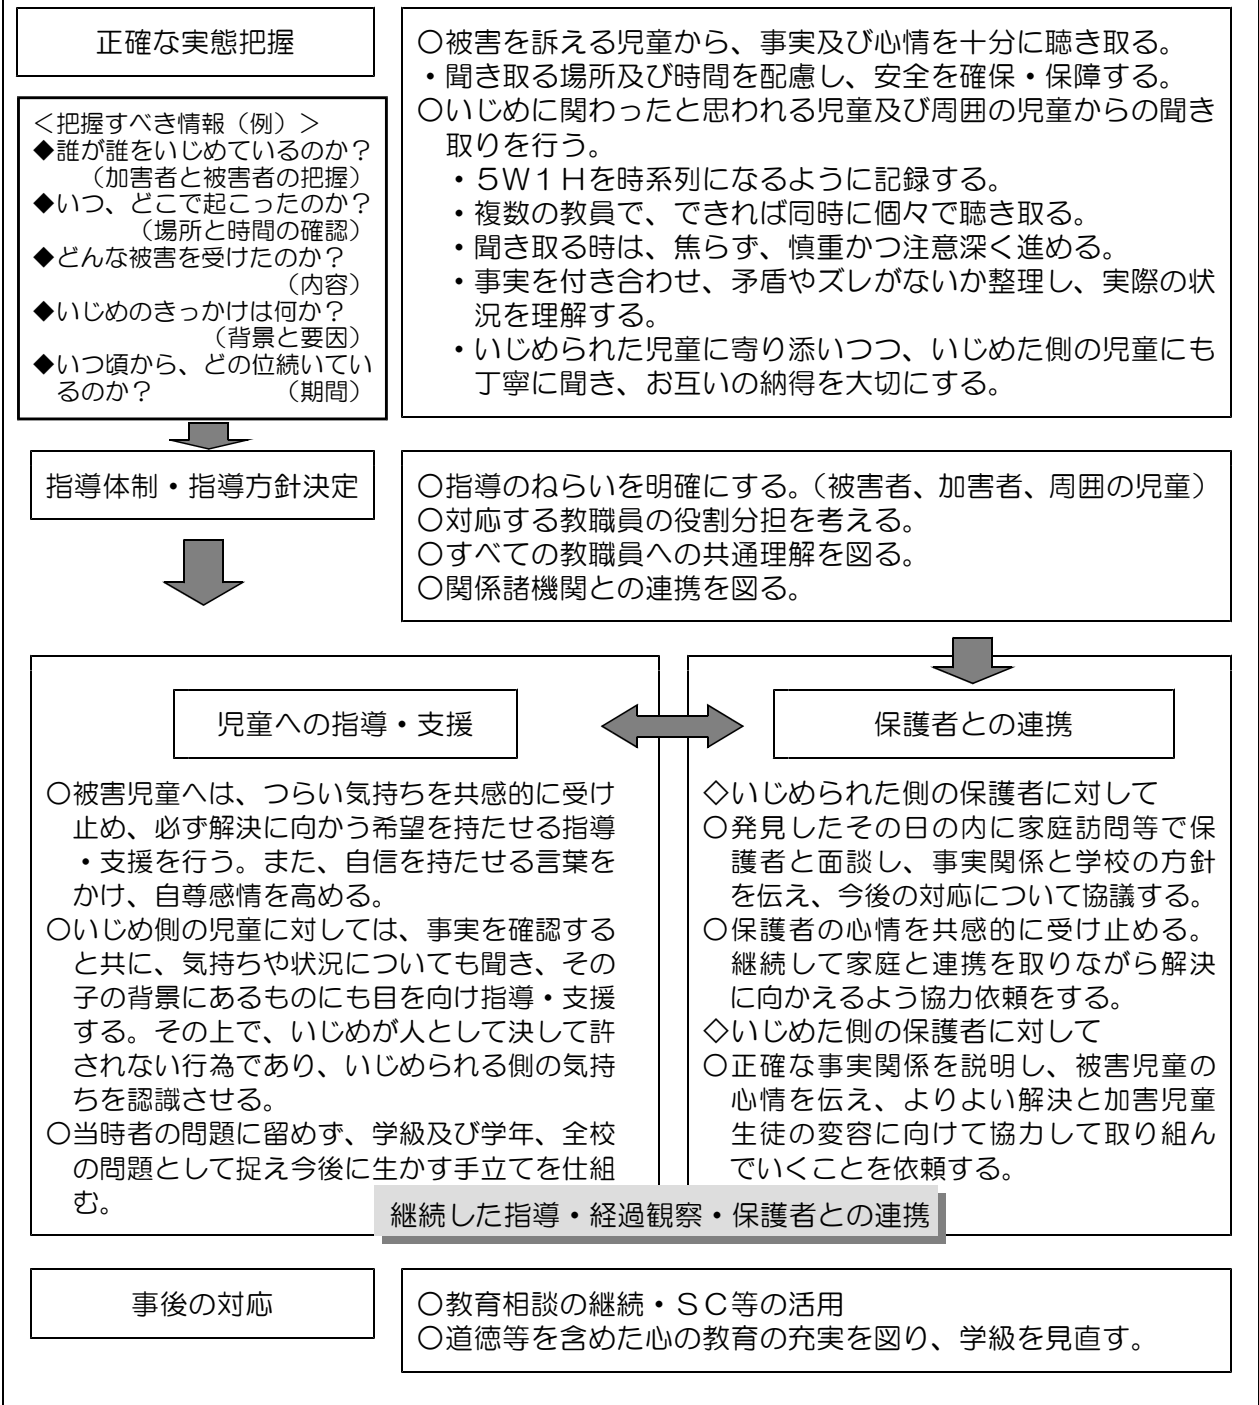 正確な実態把握
<把握すべき情報（例）>
◆誰が誰をいじめているのか？
（加害者と被害者の把握）
◆いつ、どこで起こったのか？
（場所と時間の確認）
◆どんな被害を受けたのか？
（内容）
◆いじめのきっかけは何か？
（背景と要因）
◆いつ頃から、どの位続いてい
るのか？　（期間）
○被害を訴える児童から、事実及び心情を十分に聴き取る。
・聞き取る場所及び時間を配慮し、安全を確保・保障する。
○いじめに関わったと思われる児童及び周囲の児童からの聞き
取りを行う。
・５Ｗ１Ｈを時系列になるように記録する。
・複数の教員で、できれば同時に個々で聴き取る。
・聞き取る時は、焦らず、慎重かつ注意深く進める。
・事実を付き合わせ、矛盾やズレがないか整理し、実際の状
況を理解する。
・いじめられた児童に寄り添いつつ、いじめた側の児童にも
丁寧に聞き、お互いの納得を大切にする。
指導体制・指導方針決定
○指導のねらいを明確にする。（被害者、加害者、周囲の児童）
○対応する教職員の役割分担を考える。
○すべての教職員への共通理解を図る。
○関係諸機関との連携を図る。
児童への指導・支援
○被害児童へは、つらい気持ちを共感的に受け
止め、必ず解決に向かう希望を持たせる指導
・支援を行う。また、自信を持たせる言葉を
かけ、自尊感情を高める。
○いじめ側の児童に対しては、事実を確認する
と共に、気持ちや状況についても聞き、その
子の背景にあるものにも目を向け指導・支援
する。その上で、いじめが人として決して許
されない行為であり、いじめられる側の気持
ちを認識させる。
○当時者の問題に留めず、学級及び学年、全校
の問題として捉え今後に生かす手立てを仕組
む。
保護者との連携
◇いじめられた側の保護者に対して
○発見したその日の内に家庭訪問等で保
護者と面談し、事実関係と学校の方針
を伝え、今後の対応について協議する。
○保護者の心情を共感的に受け止める。
継続して家庭と連携を取りながら解決
に向かえるよう協力依頼をする。
◇いじめた側の保護者に対して
○正確な事実関係を説明し、被害児童の
心情を伝え、よりよい解決と加害児童
生徒の変容に向けて協力して取り組ん
でいくことを依頼する。
継続した指導・経過観察・保護者との連携
事後の対応
○教育相談の継続・ＳＣ等の活用
○道徳等を含めた心の教育の充実を図り、学級を見直す。